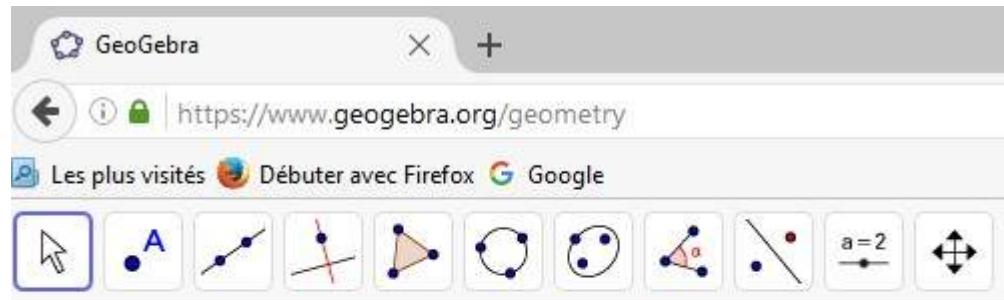 GeoGebra
https://www.geogebra.org/geometry
Les plus visités Débuter avec Firefox G Google
A α a=2